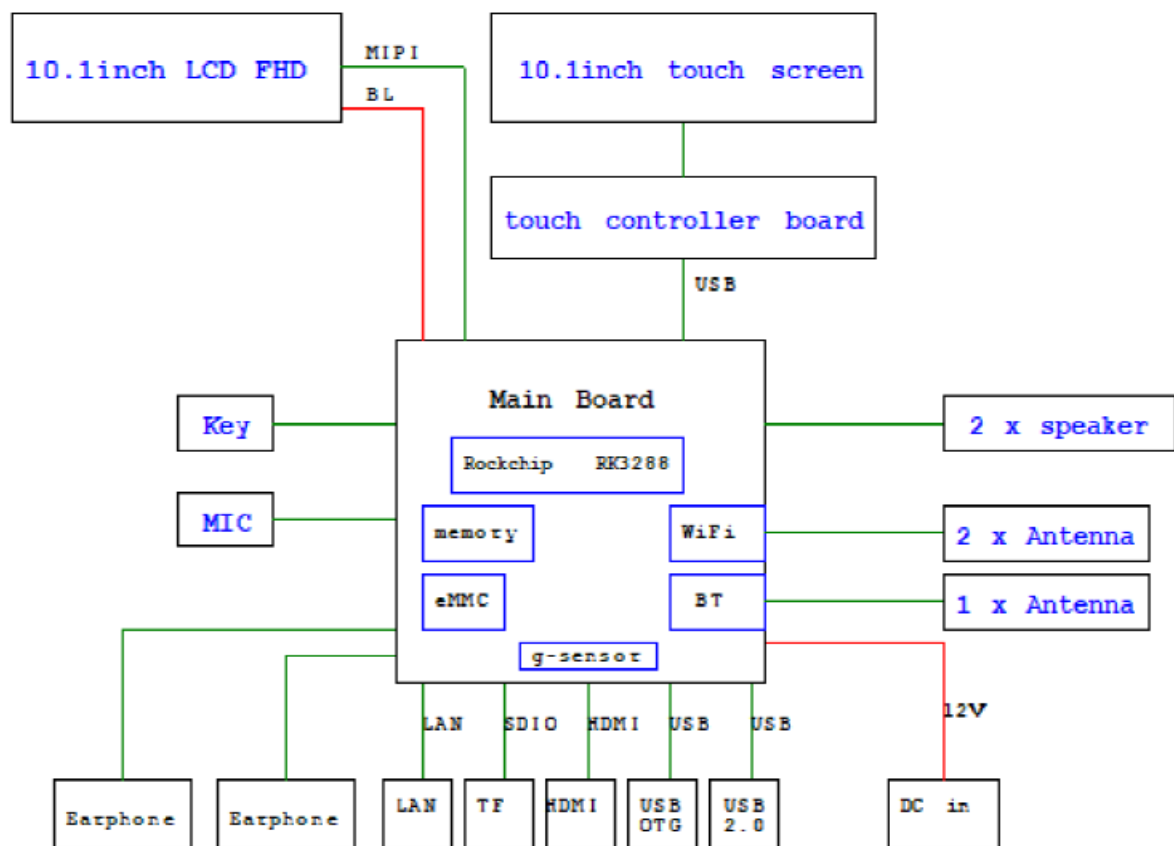 10.1inch LCD FHD
MIPI
BL
10.1inch touch screen
touch controller board
USB
Main Board
Rockchip RK3288
Key
2 x speaker
MIC
memory
WiFi
2 x Antenna
eMMC
BT
1 x Antenna
g-sensor
LAN
SDIO
HDMI
USB
USB
12V
Earphone
Earphone
LAN
TF
HDMI
USB
OTG
USB
2.0
DC in